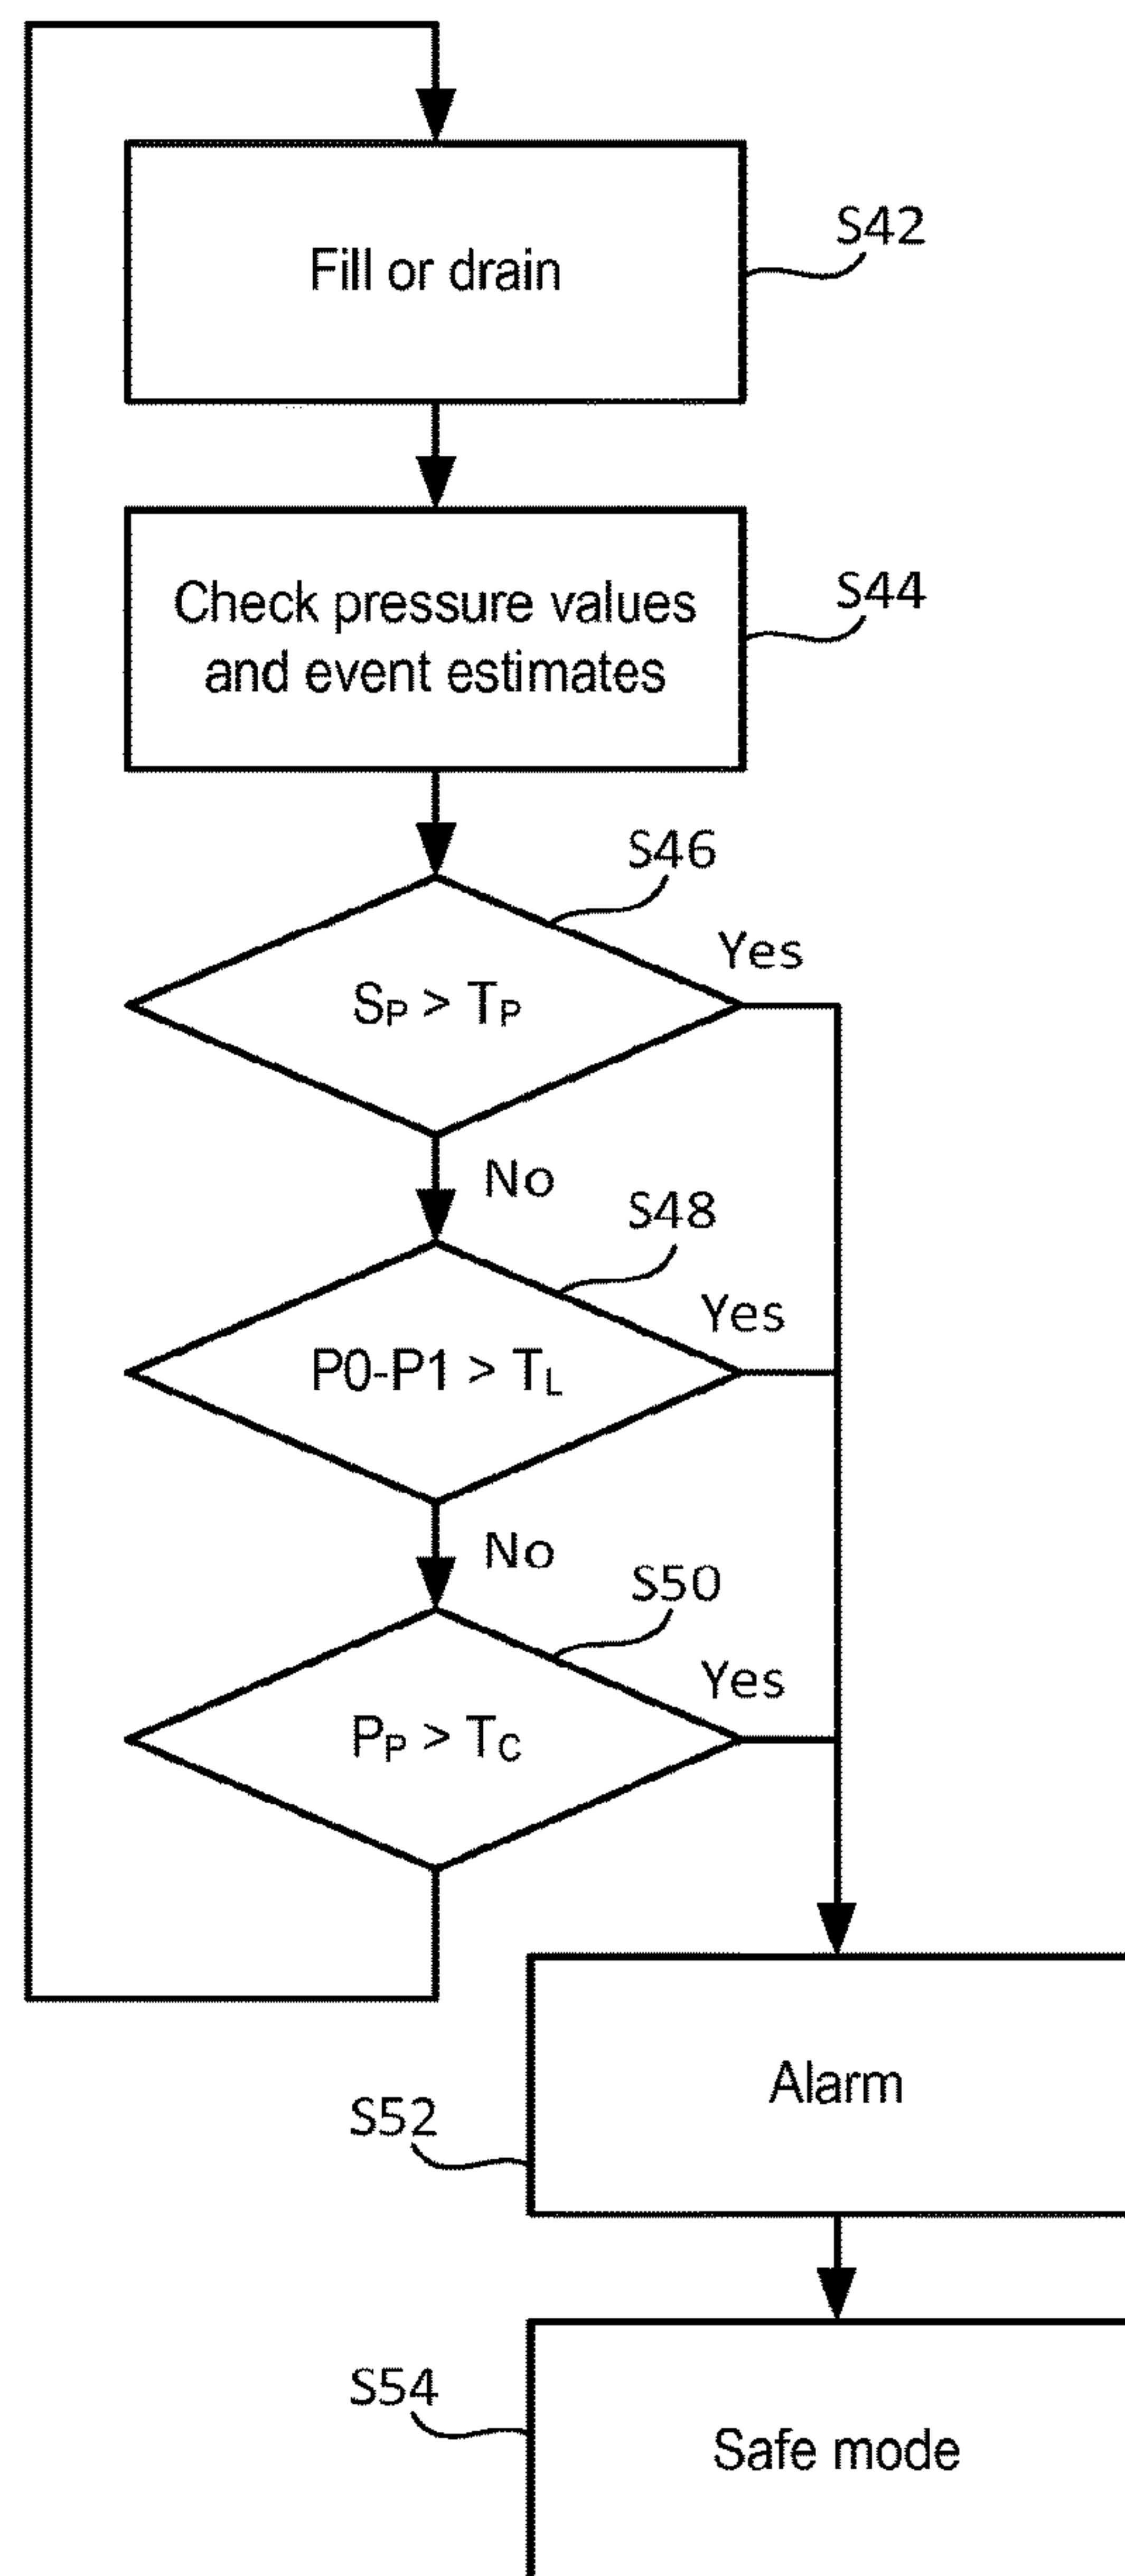 Fill or drain
S42
Check pressure values
and event estimates
S44
S46
Yes
SP > TP
No
S48
Yes
P0-P1 > TL
No
S50
Yes
PP > TC
Alarm
S52
S54
Safe mode